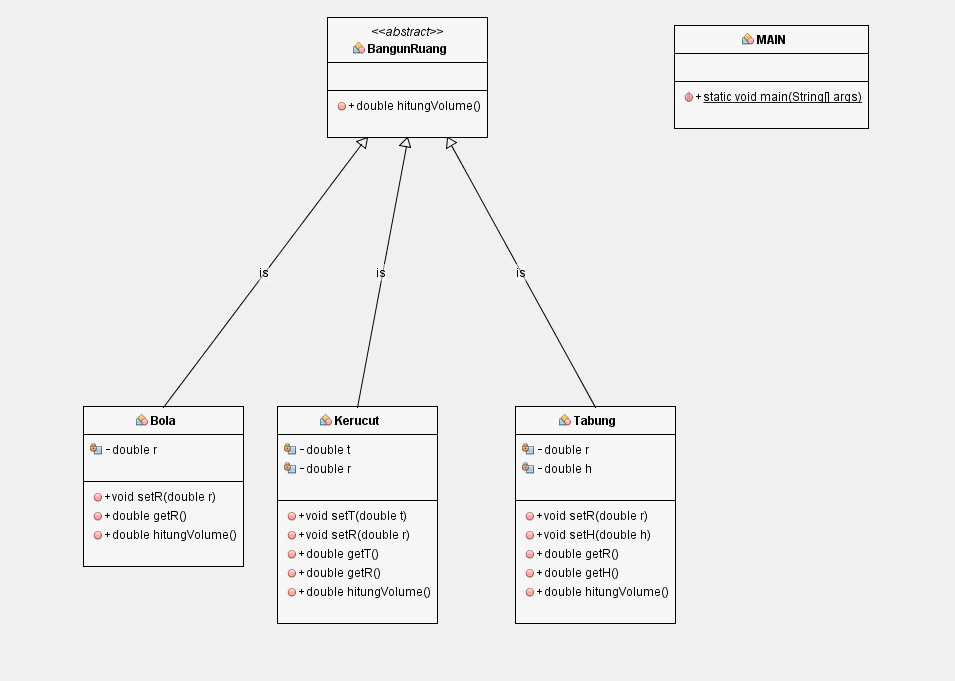 <<abstract>>
BangunRuang
+ double hitungVolume()
MAIN
+ static void main(String[] args)
is
is
is
Bola
- double r
+ void setR(double r)
+ double getR()
+ double hitungVolume()
Kerucut
- double t
- double r
+ void setT(double t)
+ void setR(double r)
+ double getT()
+ double getR()
+ double hitungVolume()
Tabung
- double r
- double h
+ void setR(double r)
+ void setH(double h)
+ double getR()
+ double getH()
+ double hitungVolume()